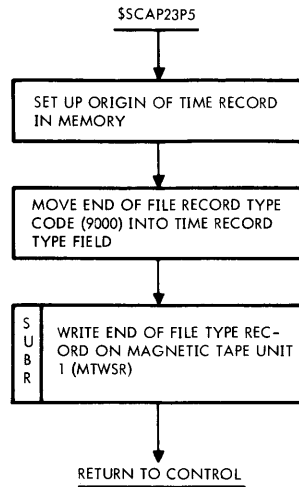 $SCAP23P5
SET UP ORIGIN OF TIME RECORD
IN MEMORY
MOVE END OF FILE RECORD TYPE
CODE (9000) INTO TIME RECORD
TYPE FIELD
S
U
B
R
WRITE END OF FILE TYPE REC-
ORD ON MAGNETIC TAPE UNIT
1 (MTWSR)
RETURN TO CONTROL